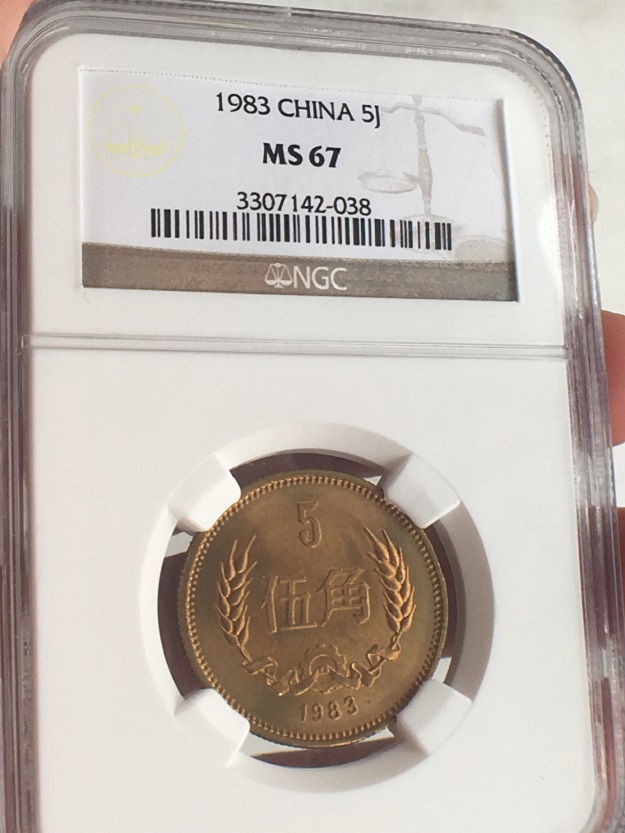 1983 CHINA 5J
MS 67
3307142-038
NGC
5
伍角
1983